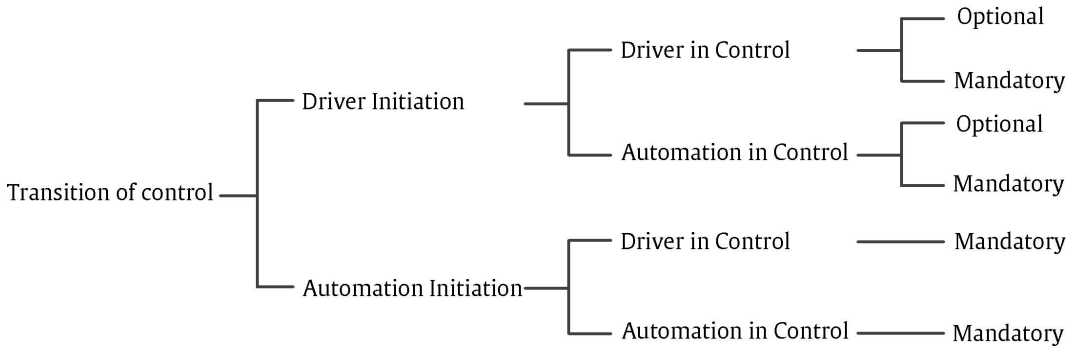 Transition of control
Driver Initiation
Driver in Control
Optional
Mandatory
Automation in Control
Optional
Mandatory
Automation Initiation
Driver in Control
Mandatory
Automation in Control
Mandatory